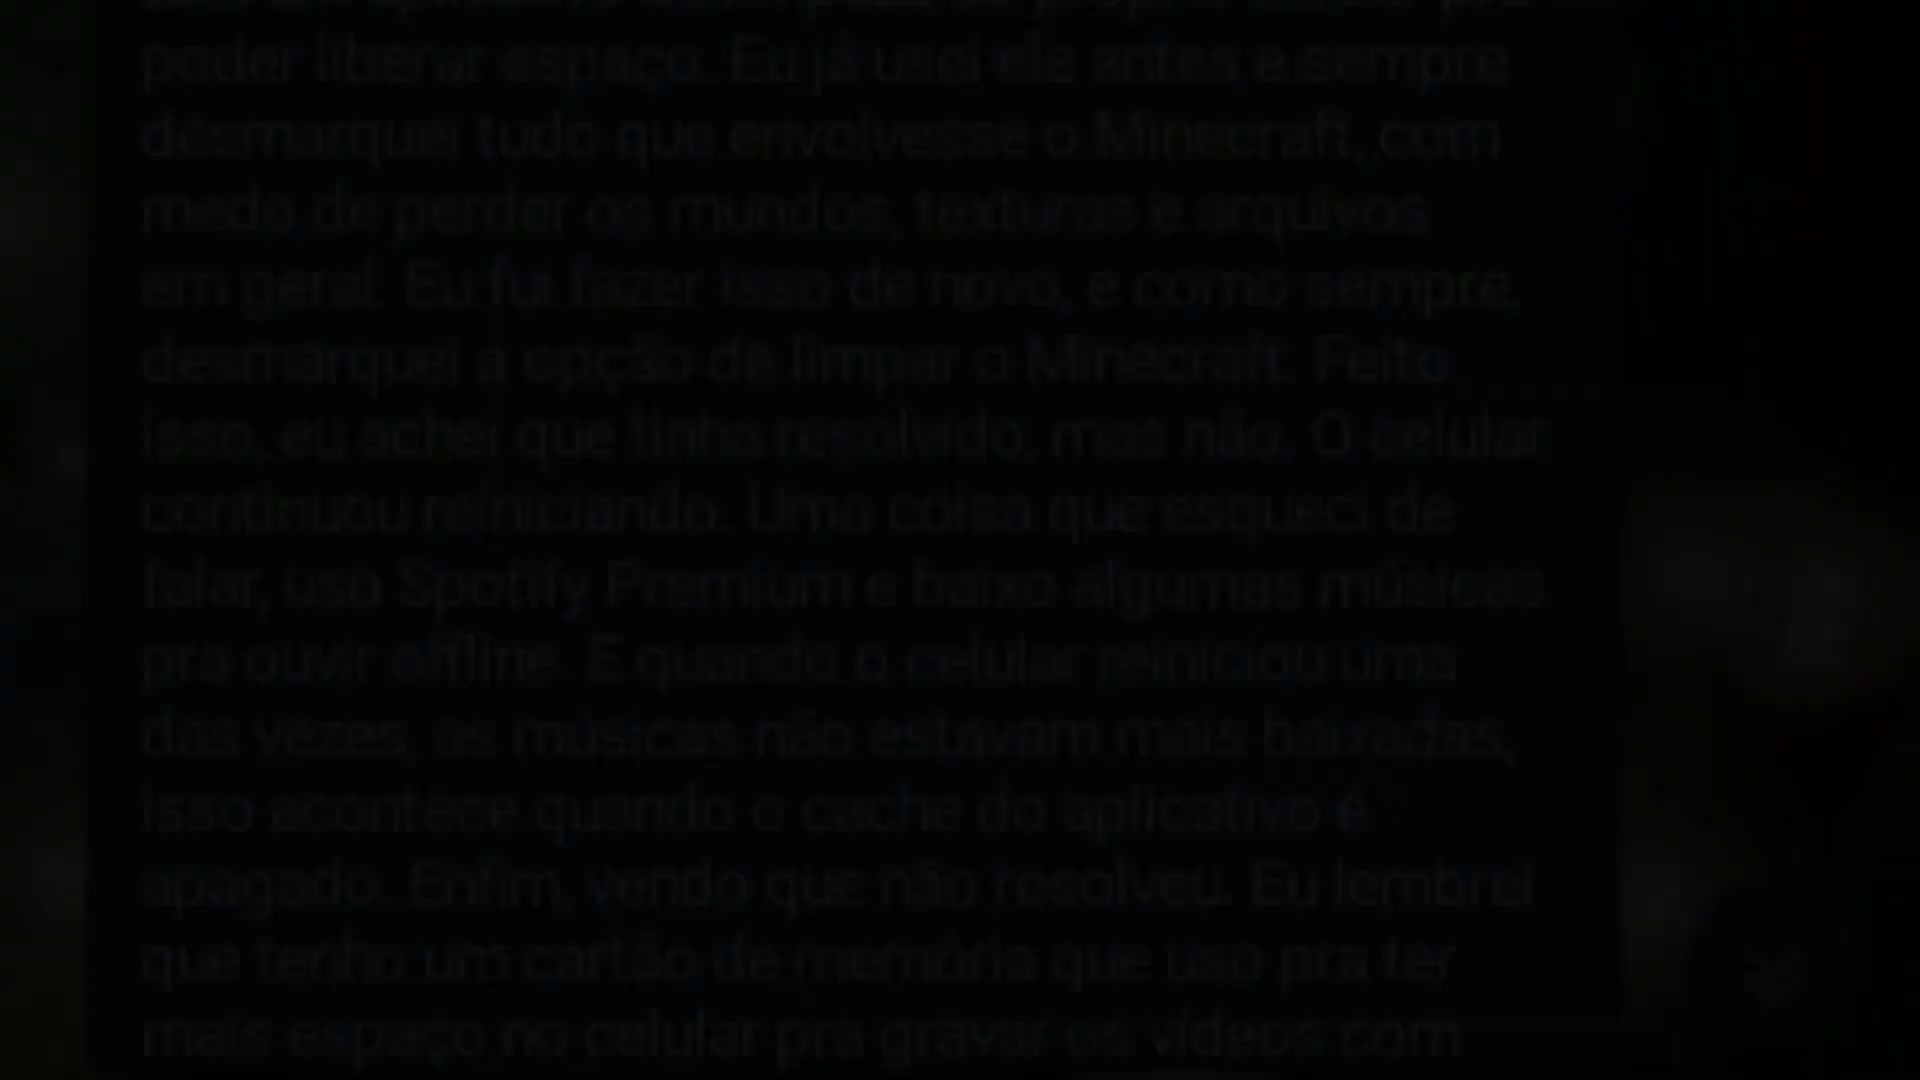 poder liberar espaço. Eu já usei ele antes e sempre
desmarquei tudo que envolvesse o Minecraft, com
medo de perder os mundos, texturas e arquivos
em geral. Eu fui fazer isso de novo, e como sempre,
desmarquei a opção de limpar o Minecraft. Feito
isso, eu achei que tinha resolvido, mas não. O celular
continuou reiniciando. Uma coisa que esqueci de
falar, uso Spotify Premium e baixo algumas músicas
pra ouvir offline. E quando o celular reiniciou uma
das vezes, as músicas não estavam mais baixadas,
isso acontece quando o cache do aplicativo é
apagado. Enfim, vendo que não resolveu. Eu lembrei
que tenho um cartão de memória que uso pra ter
mais espaço no celular pra gravar os vídeos com